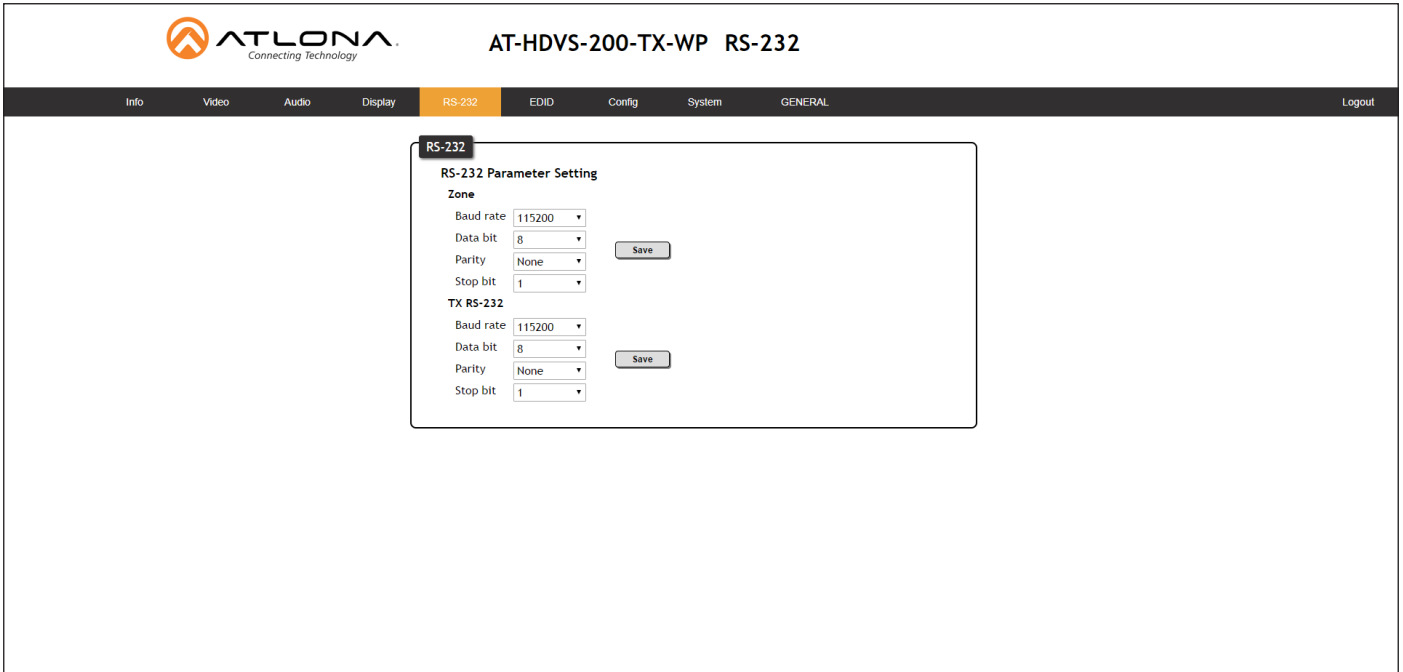 ATLONA.
Connecting Technology
AT-HDVS-200-TX-WP RS-232
Info Video Audio Display RS-232 EDID Config System GENERAL Logout
RS-232
RS-232 Parameter Setting
Zone
Baud rate 115200
Data bit 8
Save
Parity None
Stop bit 1
TX RS-232
Baud rate 115200
Data bit 8
Save
Parity None
Stop bit 1